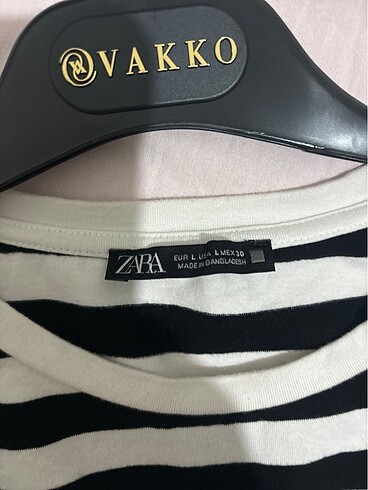 VAKKO
ZARA
EUR L USA L MEX 30
MADE IN BANGLADESH